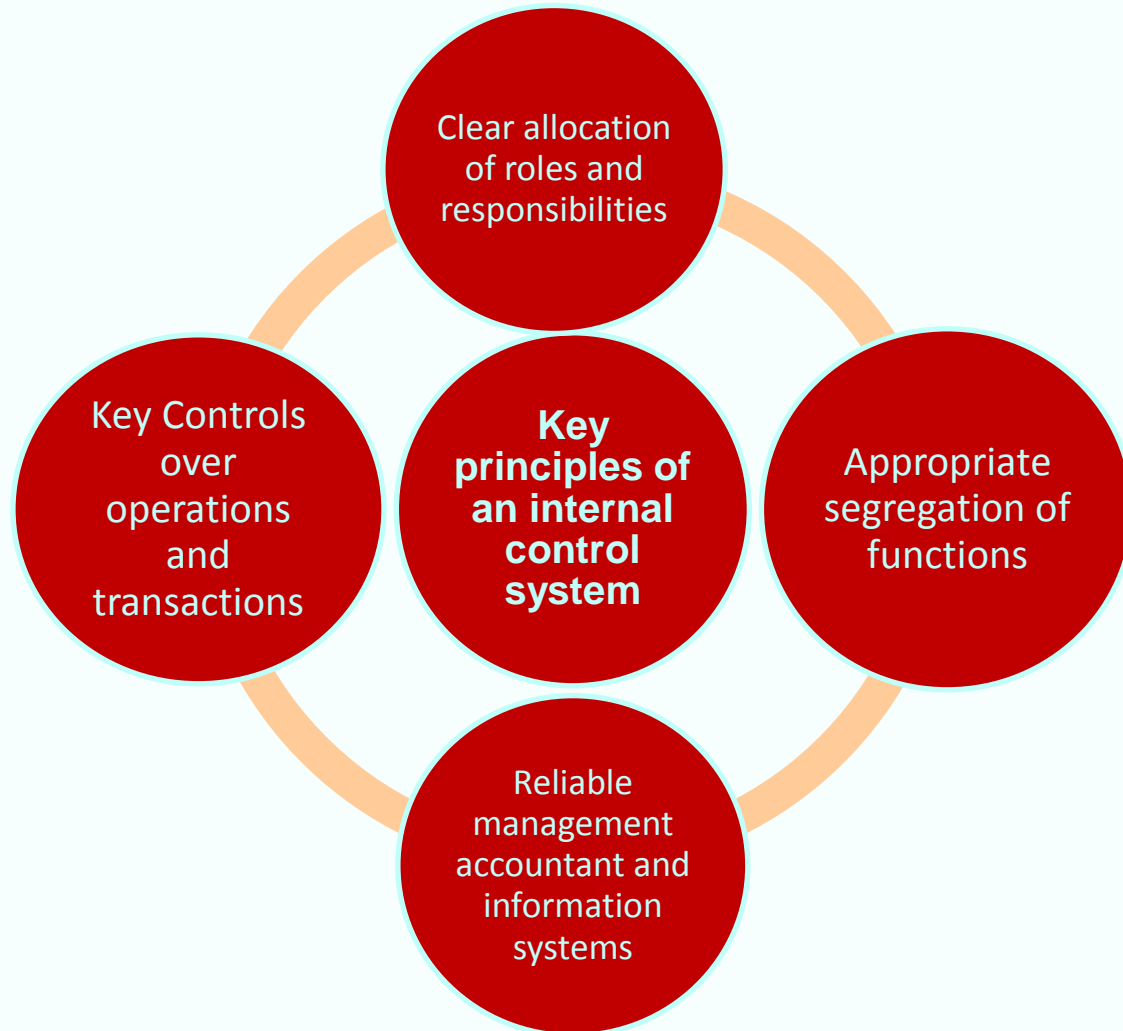 Clear allocation
of roles and
responsibilities
Key Controls
over
operations
and
transactions
Key
principles of
an internal
control
system
Appropriate
segregation of
functions
Reliable
management
accountant and
information
systems